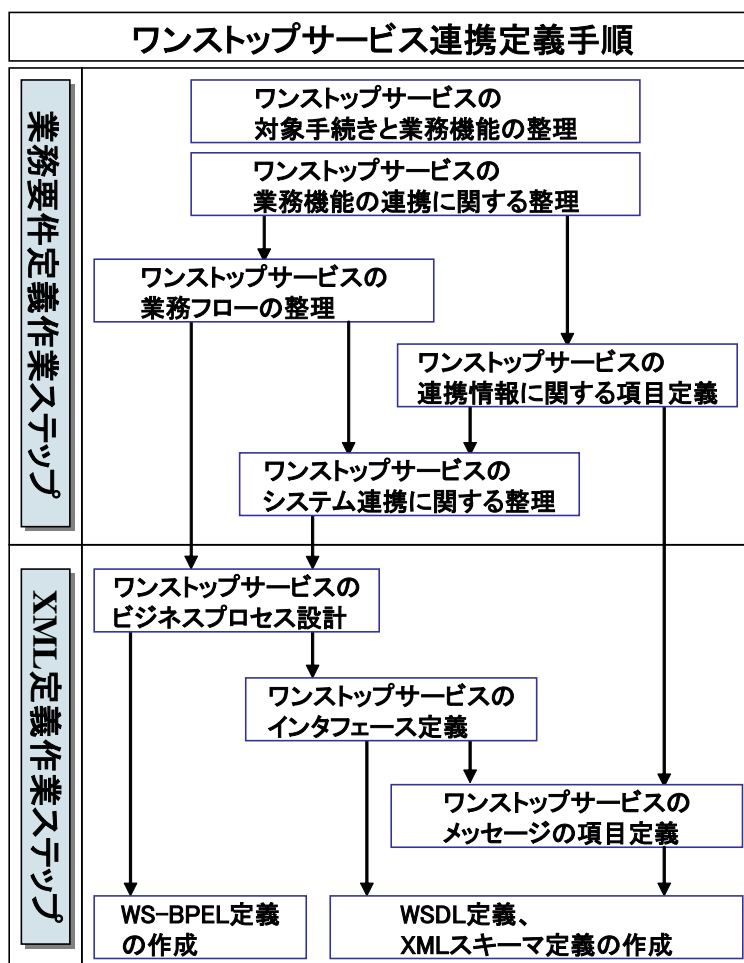 ワンストップサービス連携定義手順
業務要件定義作業ステップ
ワンストップサービスの
対象手続きと業務機能の整理
ワンストップサービスの
業務機能の連携に関する整理
ワンストップサービスの
業務フローの整理
ワンストップサービスの
連携情報に関する項目定義
ワンストップサービスの
システム連携に関する整理
XML定義作業ステップ
ワンストップサービスの
ビジネスプロセス設計
ワンストップサービスの
インタフェース定義
ワンストップサービスの
メッセージの項目定義
WS-BPEL定義
の作成
WSDL定義、
XMLスキーマ定義の作成